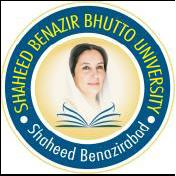 • SHAHEED BENAZIR BHUTTO UNIVERSITY •
Shaheed Benazirabad